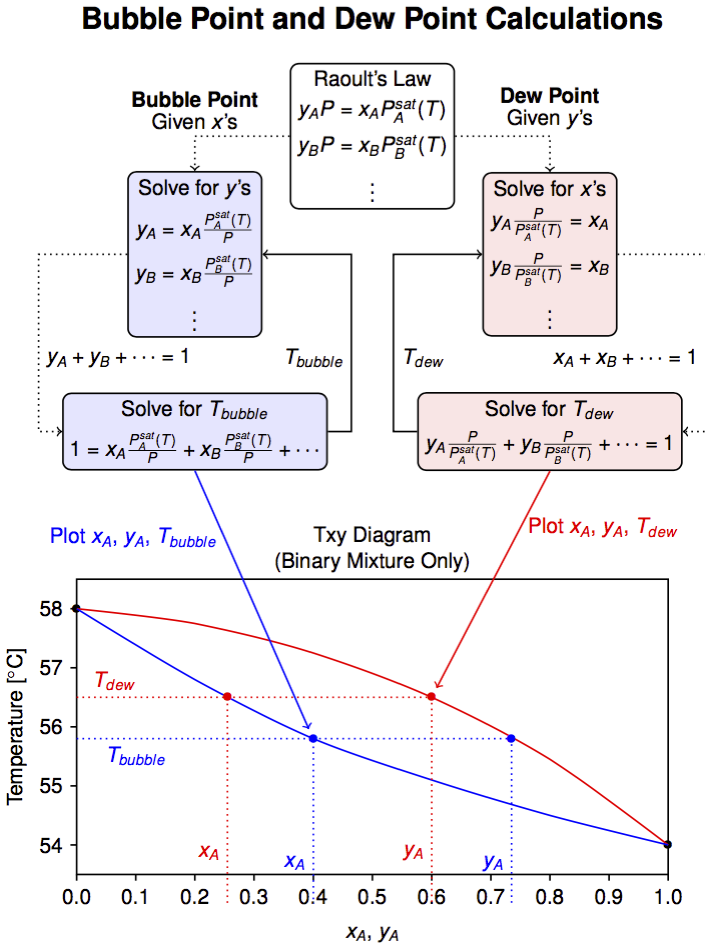 Bubble Point and Dew Point Calculations
Raoult's Law
y_A P = x_A P_A^sat(T)
y_B P = x_B P_B^sat(T)
⋮
Bubble Point
Given x's
Dew Point
Given y's
Solve for y's
y_A = x_A P_A^sat(T)/P
y_B = x_B P_B^sat(T)/P
⋮
Solve for x's
y_A P/P_A^sat(T) = x_A
y_B P/P_B^sat(T) = x_B
⋮
y_A + y_B + ⋯ = 1
T_bubble
T_dew
x_A + x_B + ⋯ = 1
Solve for T_bubble
1 = x_A P_A^sat(T)/P + x_B P_B^sat(T)/P + ⋯
Solve for T_dew
y_A P/P_A^sat(T) + y_B P/P_B^sat(T) + ⋯ = 1
Plot x_A, y_A, T_bubble
Txy Diagram
(Binary Mixture Only)
Plot x_A, y_A, T_dew
Temperature [°C]
58
57
56
55
54
T_dew
T_bubble
x_A
x_A
y_A
y_A
0.0 0.1 0.2 0.3 0.4 0.5 0.6 0.7 0.8 0.9 1.0
x_A, y_A